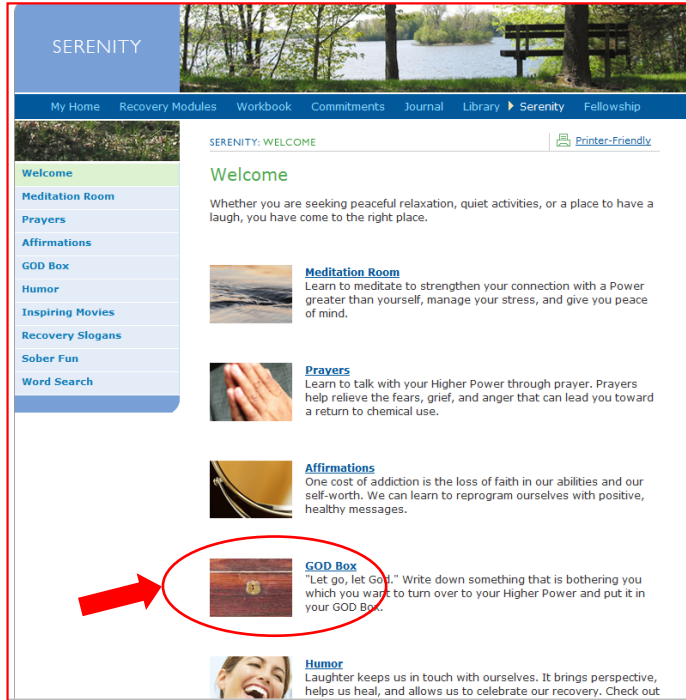 SERENITY
My Home Recovery Modules Workbook Commitments Journal Library Serenity Fellowship
SERENITY: WELCOME
Printer-Friendly
Welcome
Meditation Room
Prayers
Affirmations
GOD Box
Humor
Inspiring Movies
Recovery Slogans
Sober Fun
Word Search
Welcome
Whether you are seeking peaceful relaxation, quiet activities, or a place to have a
laugh, you have come to the right place.
Meditation Room
Learn to meditate to strengthen your connection with a Power
greater than yourself, manage your stress, and give you peace
of mind.
Prayers
Learn to talk with your Higher Power through prayer. Prayers
help relieve the fears, grief, and anger that can lead you toward
a return to chemical use.
Affirmations
One cost of addiction is the loss of faith in our abilities and our
self-worth. We can learn to reprogram ourselves with positive,
healthy messages.
GOD Box
"Let go, let God." Write down something that is bothering you
which you want to turn over to your Higher Power and put it in
your GOD Box.
Humor
Laughter keeps us in touch with ourselves. It brings perspective,
helps us heal, and allows us to celebrate our recovery. Check out